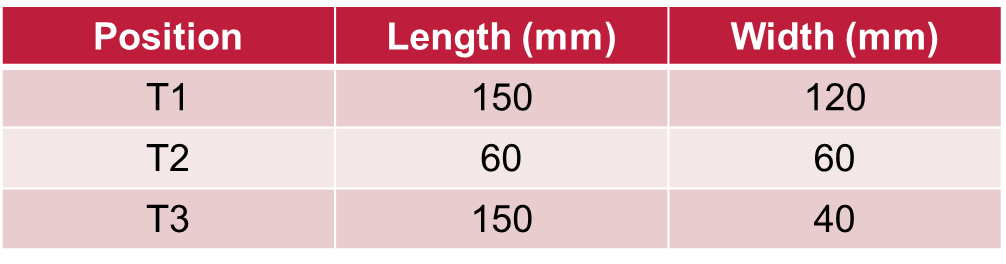 Position Length (mm) Width (mm)
T1 150 120
T2 60 60
T3 150 40